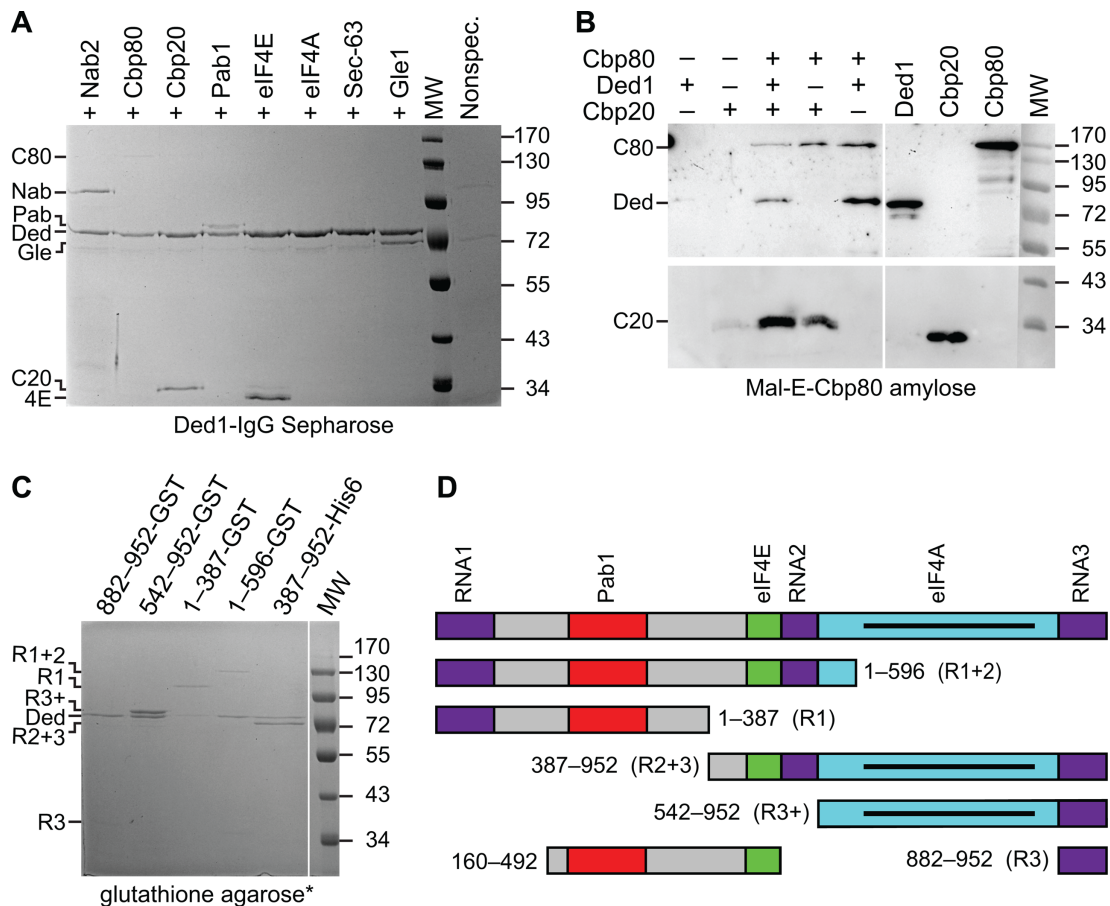 A
+ Nab2
+ Cbp80
+ Cbp20
+ Pab1
+ eIF4E
+ eIF4A
+ Sec-63
+ Gle1
MW
Nonspec.
C80
Nab
Pab
Ded
Gle
C20
4E
170
130
95
72
55
43
34
Ded1-IgG Sepharose
B
Cbp80 – – + + +
Ded1 + – + – +
Cbp20 – + + + –
Ded1
Cbp20
Cbp80
MW
C80
Ded
C20
170
130
95
72
55
43
34
Mal-E-Cbp80 amylose
C
882–952-GST
542–952-GST
1–387-GST
1–596-GST
387–952-His6
MW
R1+2
R1
R3+
Ded
R2+3
R3
170
130
95
72
55
43
34
glutathione agarose*
D
RNA1
Pab1
eIF4E
RNA2
eIF4A
RNA3
1–596 (R1+2)
1–387 (R1)
387–952 (R2+3)
542–952 (R3+)
160–492
882–952 (R3)